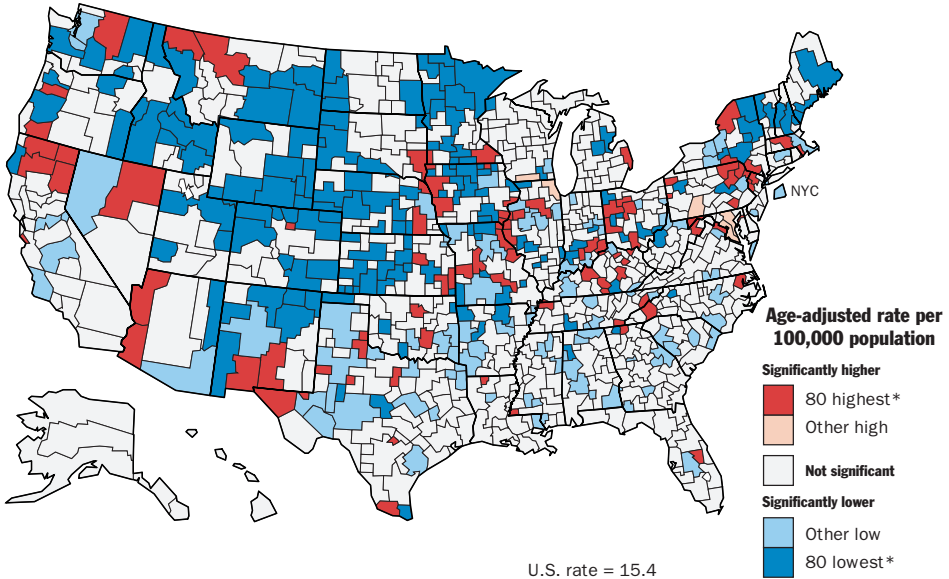 NYC
Age-adjusted rate per
100,000 population
Significantly higher
80 highest*
Other high
Not significant
Significantly lower
Other low
80 lowest*
U.S. rate = 15.4